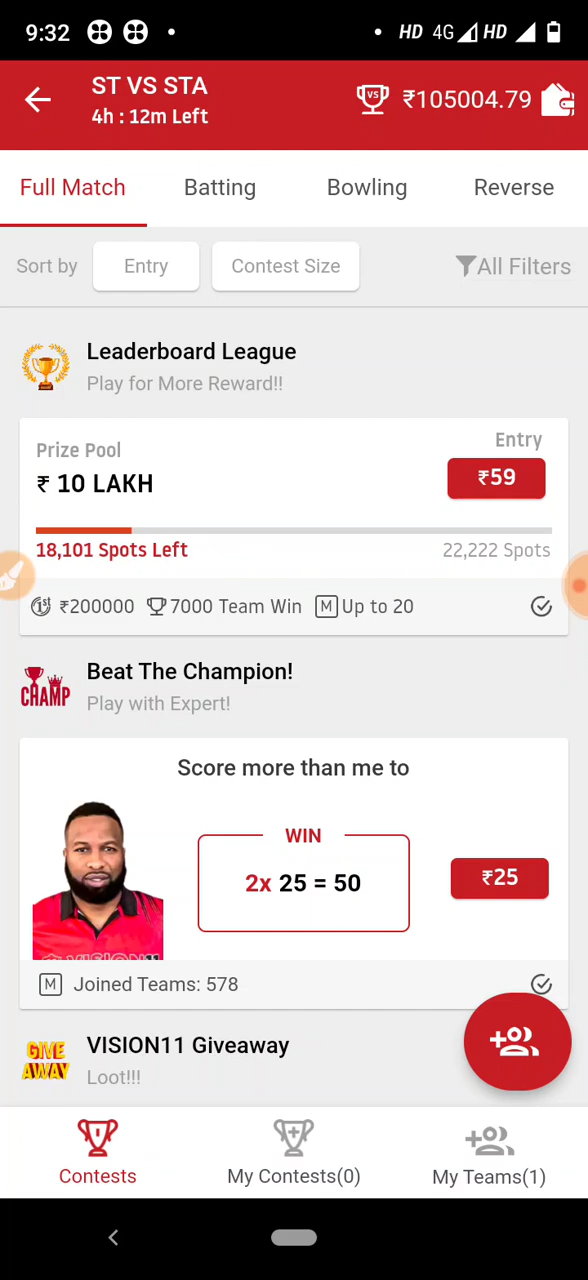 9:32 HD 4G HD
ST VS STA
4h : 12m Left
VS ₹105004.79
Full Match Batting Bowling Reverse
Sort by Entry Contest Size All Filters
Leaderboard League
Play for More Reward!!
Prize Pool Entry
₹ 10 LAKH ₹59
18,101 Spots Left 22,222 Spots
1st ₹200000 7000 Team Win M Up to 20
Beat The Champion!
CHAMP
Play with Expert!
Score more than me to
WIN
2x 25 = 50 ₹25
VISION11
M Joined Teams: 578
VISION11 Giveaway
GIVE
AWAY
Loot!!!
Contests My Contests(0) My Teams(1)